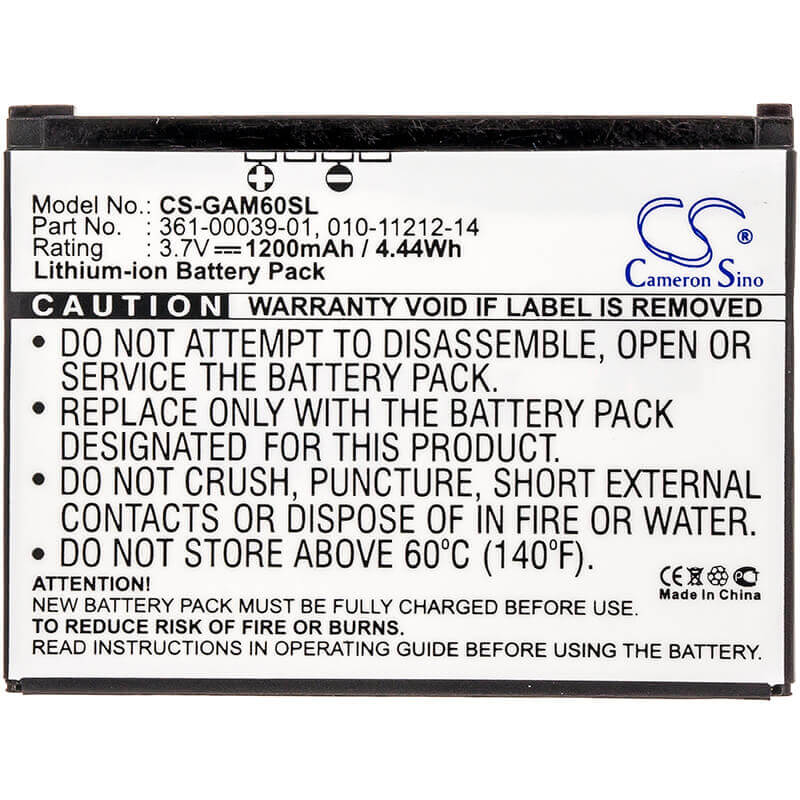 Model No.: CS-GAM60SL
Part No. : 361-00039-01, 010-11212-14
Rating : 3.7V 1200mAh / 4.44Wh
Lithium-ion Battery Pack
CS ®
Cameron Sino
CAUTION WARRANTY VOID IF LABEL IS REMOVED
• DO NOT ATTEMPT TO DISASSEMBLE, OPEN OR
SERVICE THE BATTERY PACK.
• REPLACE ONLY WITH THE BATTERY PACK
DESIGNATED FOR THIS PRODUCT.
• DO NOT CRUSH, PUNCTURE, SHORT EXTERNAL
CONTACTS OR DISPOSE OF IN FIRE OR WATER.
• DO NOT STORE ABOVE 60°C (140°F).
CE
Made In China
ATTENTION:
NEW BATTERY PACK MUST BE FULLY CHARGED BEFORE USE.
TO REDUCE RISK OF FIRE OR BURNS.
READ INSTRUCTIONS IN OPERATING GUIDE BEFORE USING BATTERY.